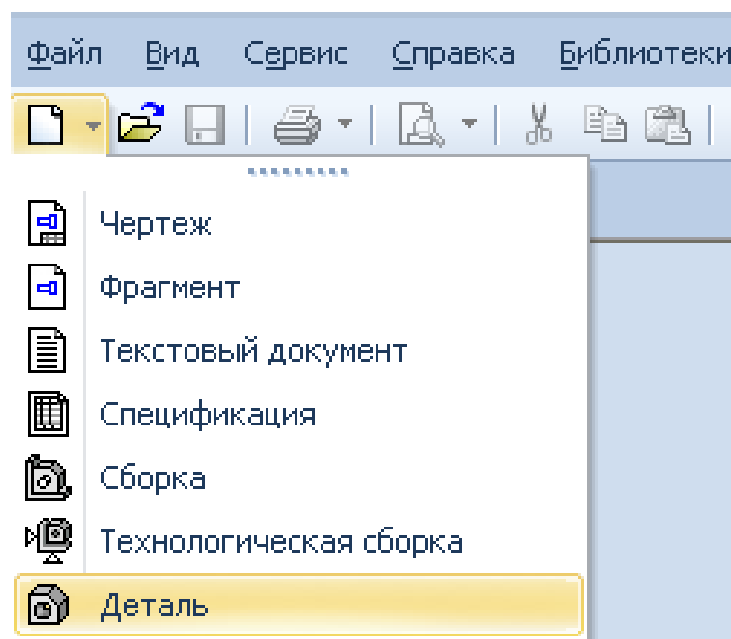 Файл Вид Сервис Справка Библиотеки
Чертеж
Фрагмент
Текстовый документ
Спецификация
Сборка
Технологическая сборка
Деталь